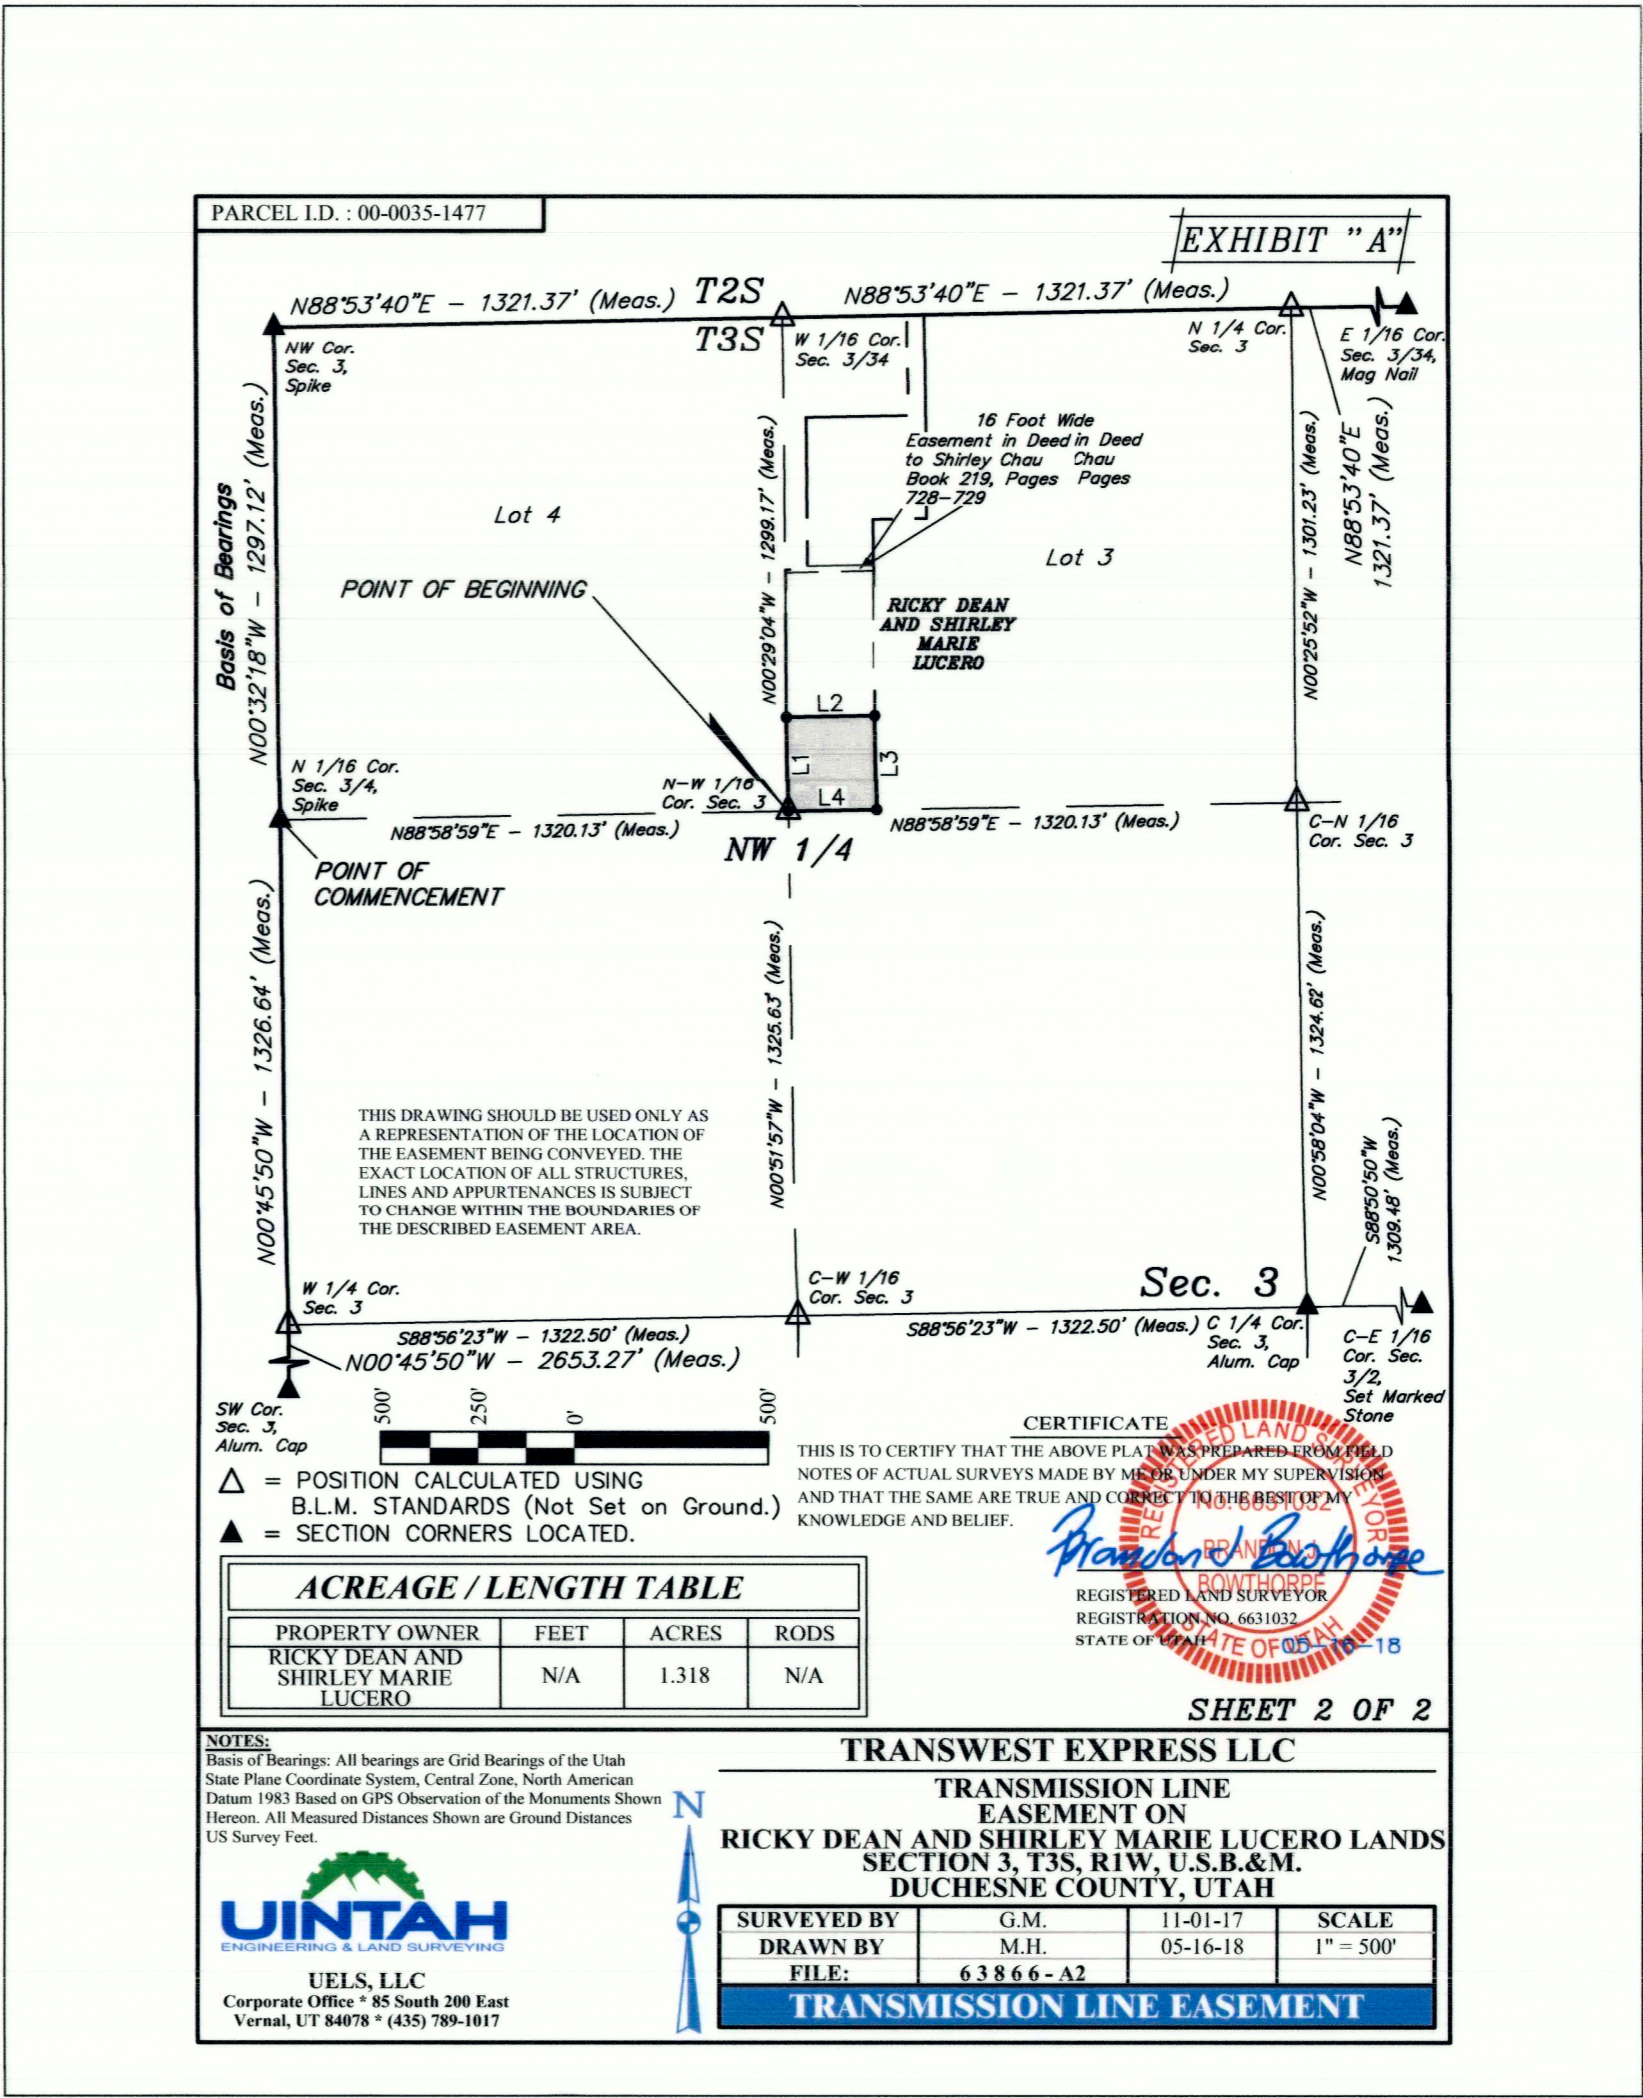 PARCEL I.D. : 00-0035-1477
EXHIBIT "A"
N88°53'40"E - 1321.37' (Meas.)
T2S
T3S
N88°53'40"E - 1321.37' (Meas.)
NW Cor.
Sec. 3,
Spike
W 1/16 Cor.
Sec. 3/34
N 1/4 Cor.
Sec. 3
E 1/16 Cor.
Sec. 3/34,
Mag Nail
Basis of Bearings
N00°32'18"W - 1297.12' (Meas.)
N00°29'04"W - 1299.17' (Meas.)
N00°25'52"W - 1301.23' (Meas.)
N88°53'40"E
1321.37' (Meas.)
16 Foot Wide
Easement in Deed in Deed
to Shirley Chau Chau
Book 219, Pages Pages
728-729
Lot 4
Lot 3
POINT OF BEGINNING
RICKY DEAN
AND SHIRLEY
MARIE
LUCERO
L2
L1
L3
L4
N 1/16 Cor.
Sec. 3/4,
Spike
N-W 1/16
Cor. Sec. 3
N88°58'59"E - 1320.13' (Meas.)
N88°58'59"E - 1320.13' (Meas.)
C-N 1/16
Cor. Sec. 3
NW 1/4
POINT OF
COMMENCEMENT
N00°45'50"W - 1326.64' (Meas.)
N00°51'57"W - 1325.63' (Meas.)
N00°58'04"W - 1324.62' (Meas.)
S88°50'50"W
1309.48' (Meas.)
THIS DRAWING SHOULD BE USED ONLY AS
A REPRESENTATION OF THE LOCATION OF
THE EASEMENT BEING CONVEYED. THE
EXACT LOCATION OF ALL STRUCTURES,
LINES AND APPURTENANCES IS SUBJECT
TO CHANGE WITHIN THE BOUNDARIES OF
THE DESCRIBED EASEMENT AREA.
W 1/4 Cor.
Sec. 3
C-W 1/16
Cor. Sec. 3
Sec. 3
S88°56'23"W - 1322.50' (Meas.)
S88°56'23"W - 1322.50' (Meas.)
C 1/4 Cor.
Sec. 3,
Alum. Cap
C-E 1/16
Cor. Sec.
3/2,
Set Marked
Stone
N00°45'50"W - 2653.27' (Meas.)
SW Cor.
Sec. 3,
Alum. Cap
500' 250' 0' 500'
△ = POSITION CALCULATED USING
B.L.M. STANDARDS (Not Set on Ground.)
▲ = SECTION CORNERS LOCATED.
CERTIFICATE
THIS IS TO CERTIFY THAT THE ABOVE PLAT WAS PREPARED FROM FIELD
NOTES OF ACTUAL SURVEYS MADE BY ME OR UNDER MY SUPERVISION
AND THAT THE SAME ARE TRUE AND CORRECT TO THE BEST OF MY
KNOWLEDGE AND BELIEF.
REGISTERED LAND SURVEYOR
No. 6631032
BRANDON J.
BOWTHORPE
STATE OF UTAH
Brandon J Bowthorpe
REGISTERED LAND SURVEYOR
REGISTRATION NO. 6631032
STATE OF UTAH
05-16-18
ACREAGE / LENGTH TABLE
PROPERTY OWNER FEET ACRES RODS
RICKY DEAN AND
SHIRLEY MARIE
LUCERO
N/A 1.318 N/A
SHEET 2 OF 2
NOTES:
Basis of Bearings: All bearings are Grid Bearings of the Utah
State Plane Coordinate System, Central Zone, North American
Datum 1983 Based on GPS Observation of the Monuments Shown
Hereon. All Measured Distances Shown are Ground Distances
US Survey Feet.
N
UINTAH
ENGINEERING & LAND SURVEYING
UELS, LLC
Corporate Office * 85 South 200 East
Vernal, UT 84078 * (435) 789-1017
TRANSWEST EXPRESS LLC
TRANSMISSION LINE
EASEMENT ON
RICKY DEAN AND SHIRLEY MARIE LUCERO LANDS
SECTION 3, T3S, R1W, U.S.B.&M.
DUCHESNE COUNTY, UTAH
SURVEYED BY G.M. 11-01-17 SCALE
DRAWN BY M.H. 05-16-18 1" = 500'
FILE: 63866-A2
TRANSMISSION LINE EASEMENT